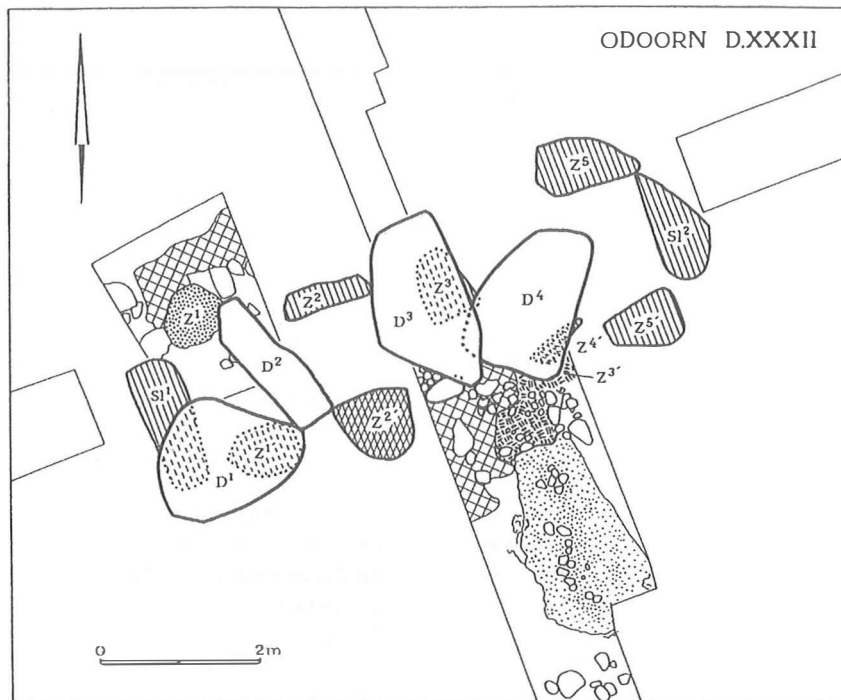 ODOORN D.XXXII
Z⁵
Sl²
Z³
Z²
D³
D⁴
Z¹
Z⁵′
Z⁴′
D²
Z³′
Sl¹
Z²′
Z¹′
D¹
0 2m